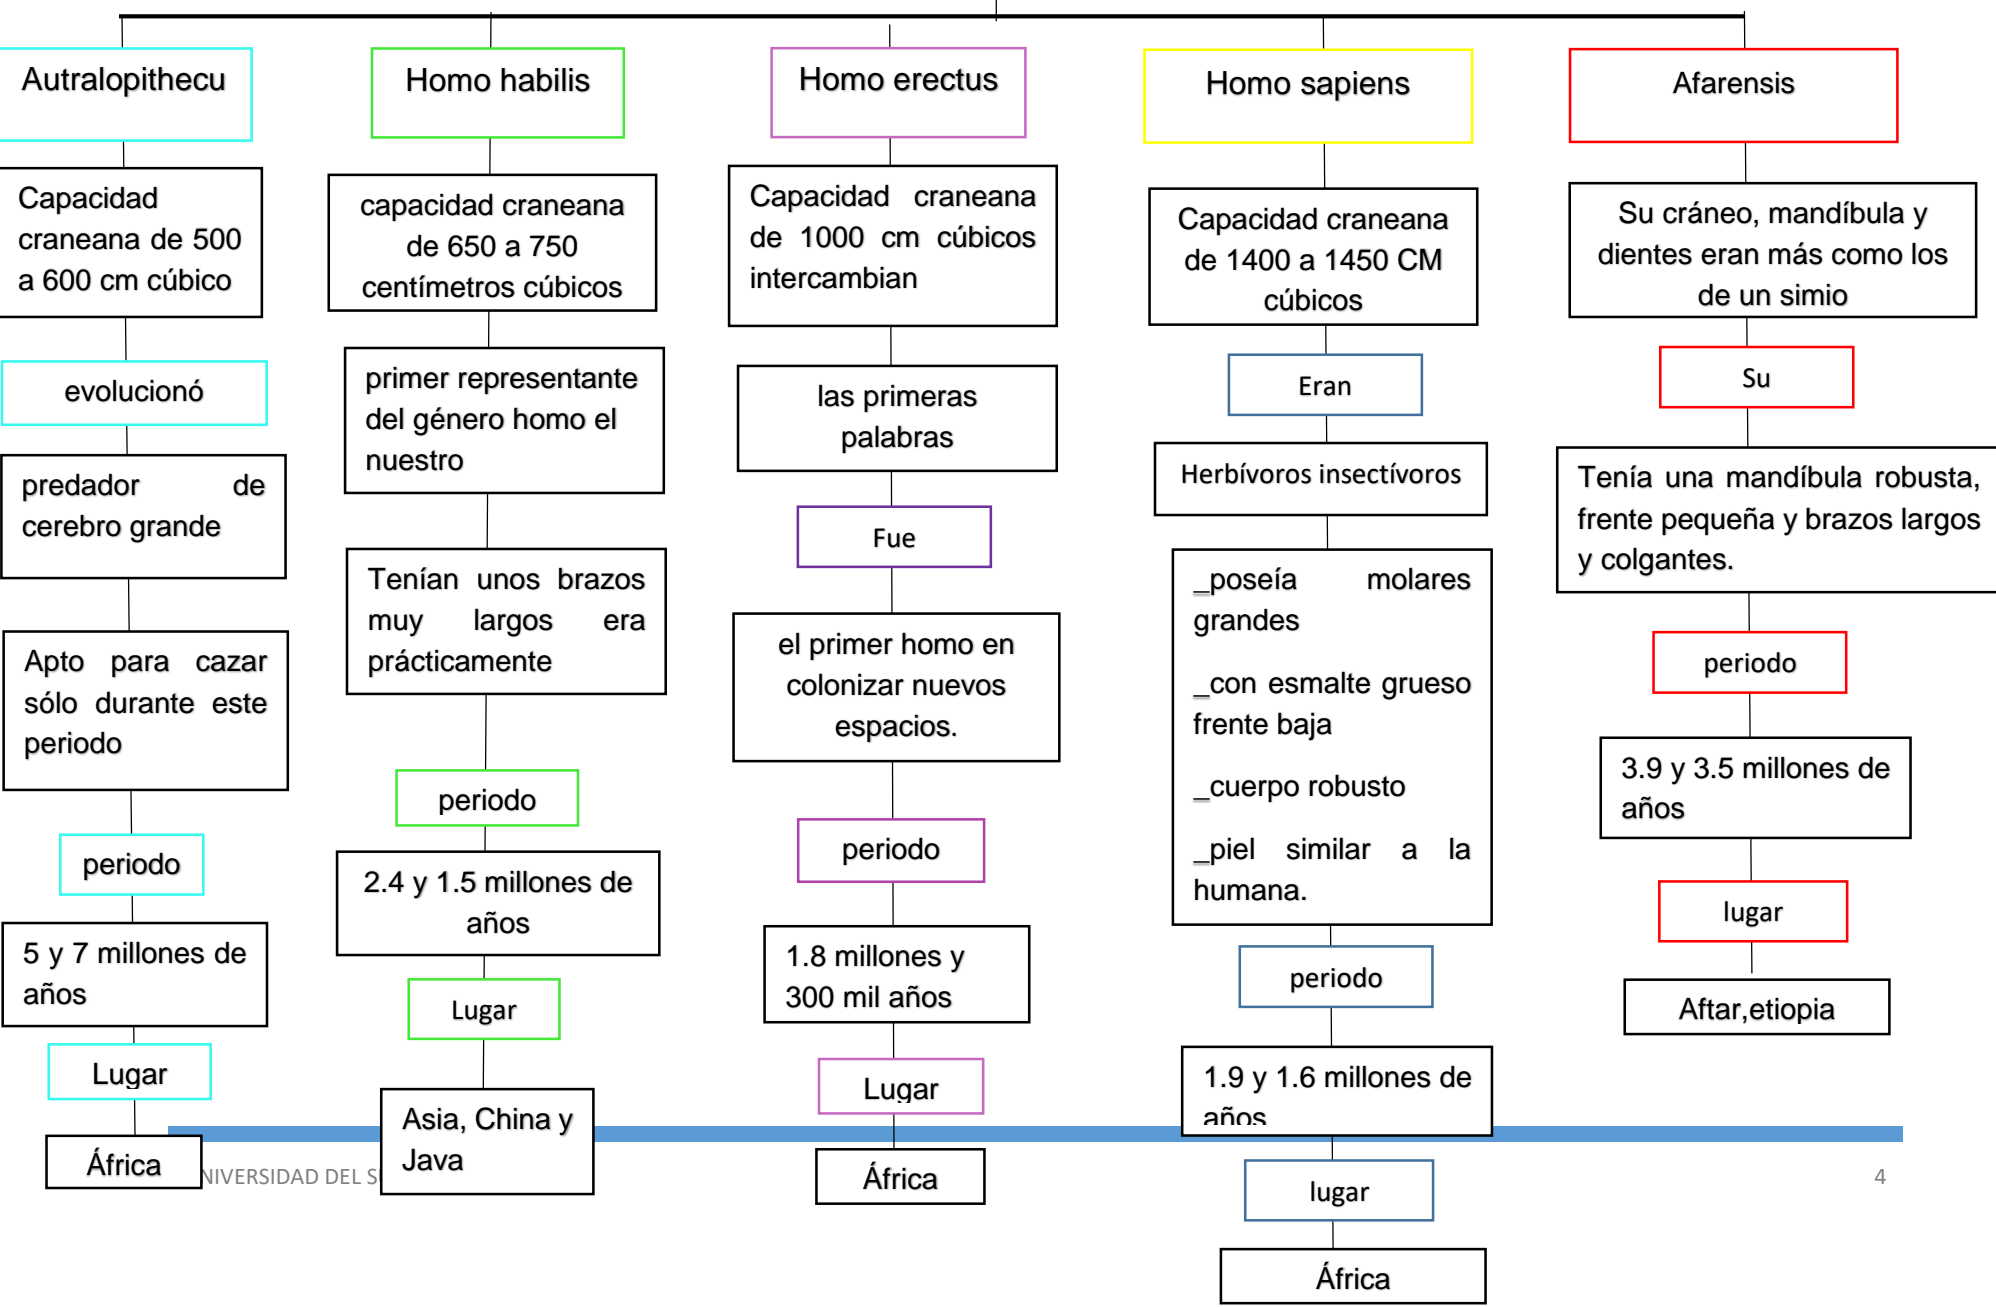 Autralopithecu
Capacidad
craneana de 500
a 600 cm cúbico
evolucionó
predador de
cerebro grande
Apto para cazar
sólo durante este
periodo
periodo
5 y 7 millones de
años
Lugar
África
Homo habilis
capacidad craneana
de 650 a 750
centímetros cúbicos
primer representante
del género homo el
nuestro
Tenían unos brazos
muy largos era
prácticamente
periodo
2.4 y 1.5 millones de
años
Lugar
Asia, China y
Java
Homo erectus
Capacidad craneana
de 1000 cm cúbicos
intercambian
las primeras
palabras
Fue
el primer homo en
colonizar nuevos
espacios.
periodo
1.8 millones y
300 mil años
Lugar
África
Homo sapiens
Capacidad craneana
de 1400 a 1450 CM
cúbicos
Eran
Herbívoros insectívoros
_poseía molares
grandes
_con esmalte grueso
frente baja
_cuerpo robusto
_piel similar a la
humana.
periodo
1.9 y 1.6 millones de
años
lugar
África
Afarensis
Su cráneo, mandíbula y
dientes eran más como los
de un simio
Su
Tenía una mandíbula robusta,
frente pequeña y brazos largos
y colgantes.
periodo
3.9 y 3.5 millones de
años
lugar
Aftar,etiopia
NIVERSIDAD DEL S
4